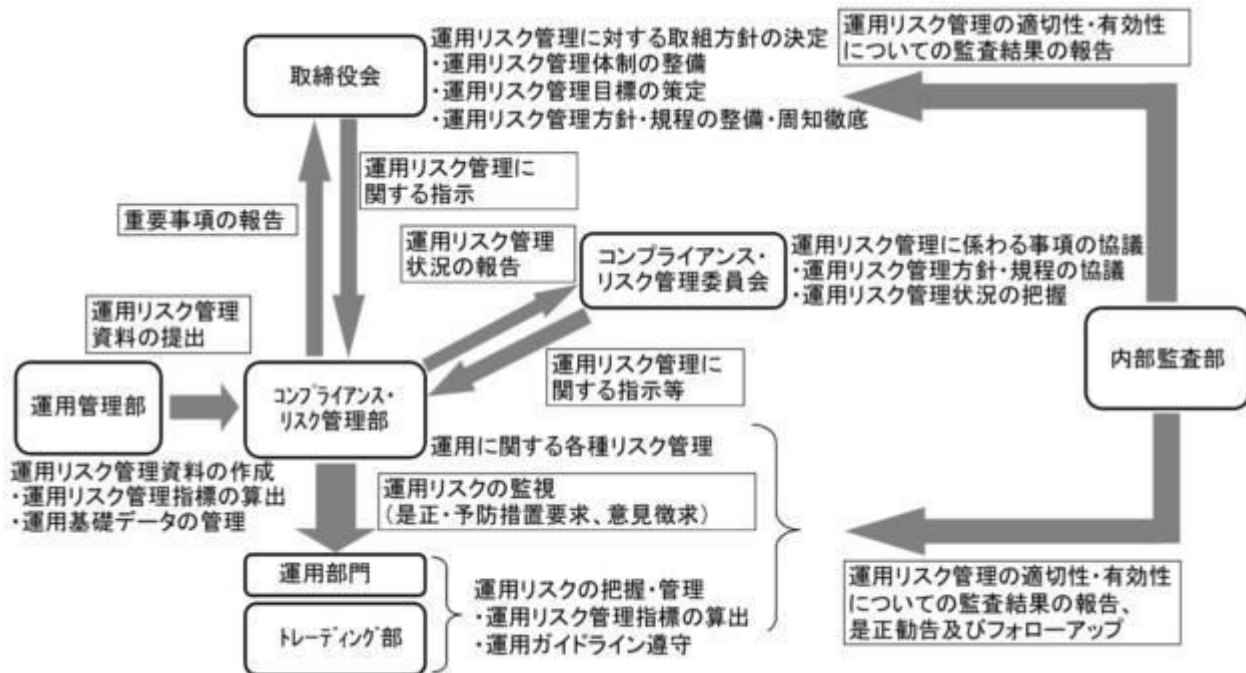 運用リスク管理に対する取組方針の決定
・運用リスク管理体制の整備
・運用リスク管理目標の策定
・運用リスク管理方針・規程の整備・周知徹底
取締役会
運用リスク管理の適切性・有効性
についての監査結果の報告
運用リスク管理に
関する指示
重要事項の報告
運用リスク管理
状況の報告
コンプライアンス・
リスク管理委員会
運用リスク管理に係わる事項の協議
・運用リスク管理方針・規程の協議
・運用リスク管理状況の把握
運用リスク管理
資料の提出
内部監査部
運用リスク管理に
関する指示等
運用管理部
コンプライアンス・
リスク管理部
運用に関する各種リスク管理
運用リスク管理資料の作成
・運用リスク管理指標の算出
・運用基礎データの管理
運用リスクの監視
（是正・予防措置要求、意見徴求）
運用部門
トレーディング部
運用リスクの把握・管理
・運用リスク管理指標の算出
・運用ガイドライン遵守
運用リスク管理の適切性・有効性
についての監査結果の報告、
是正勧告及びフォローアップ